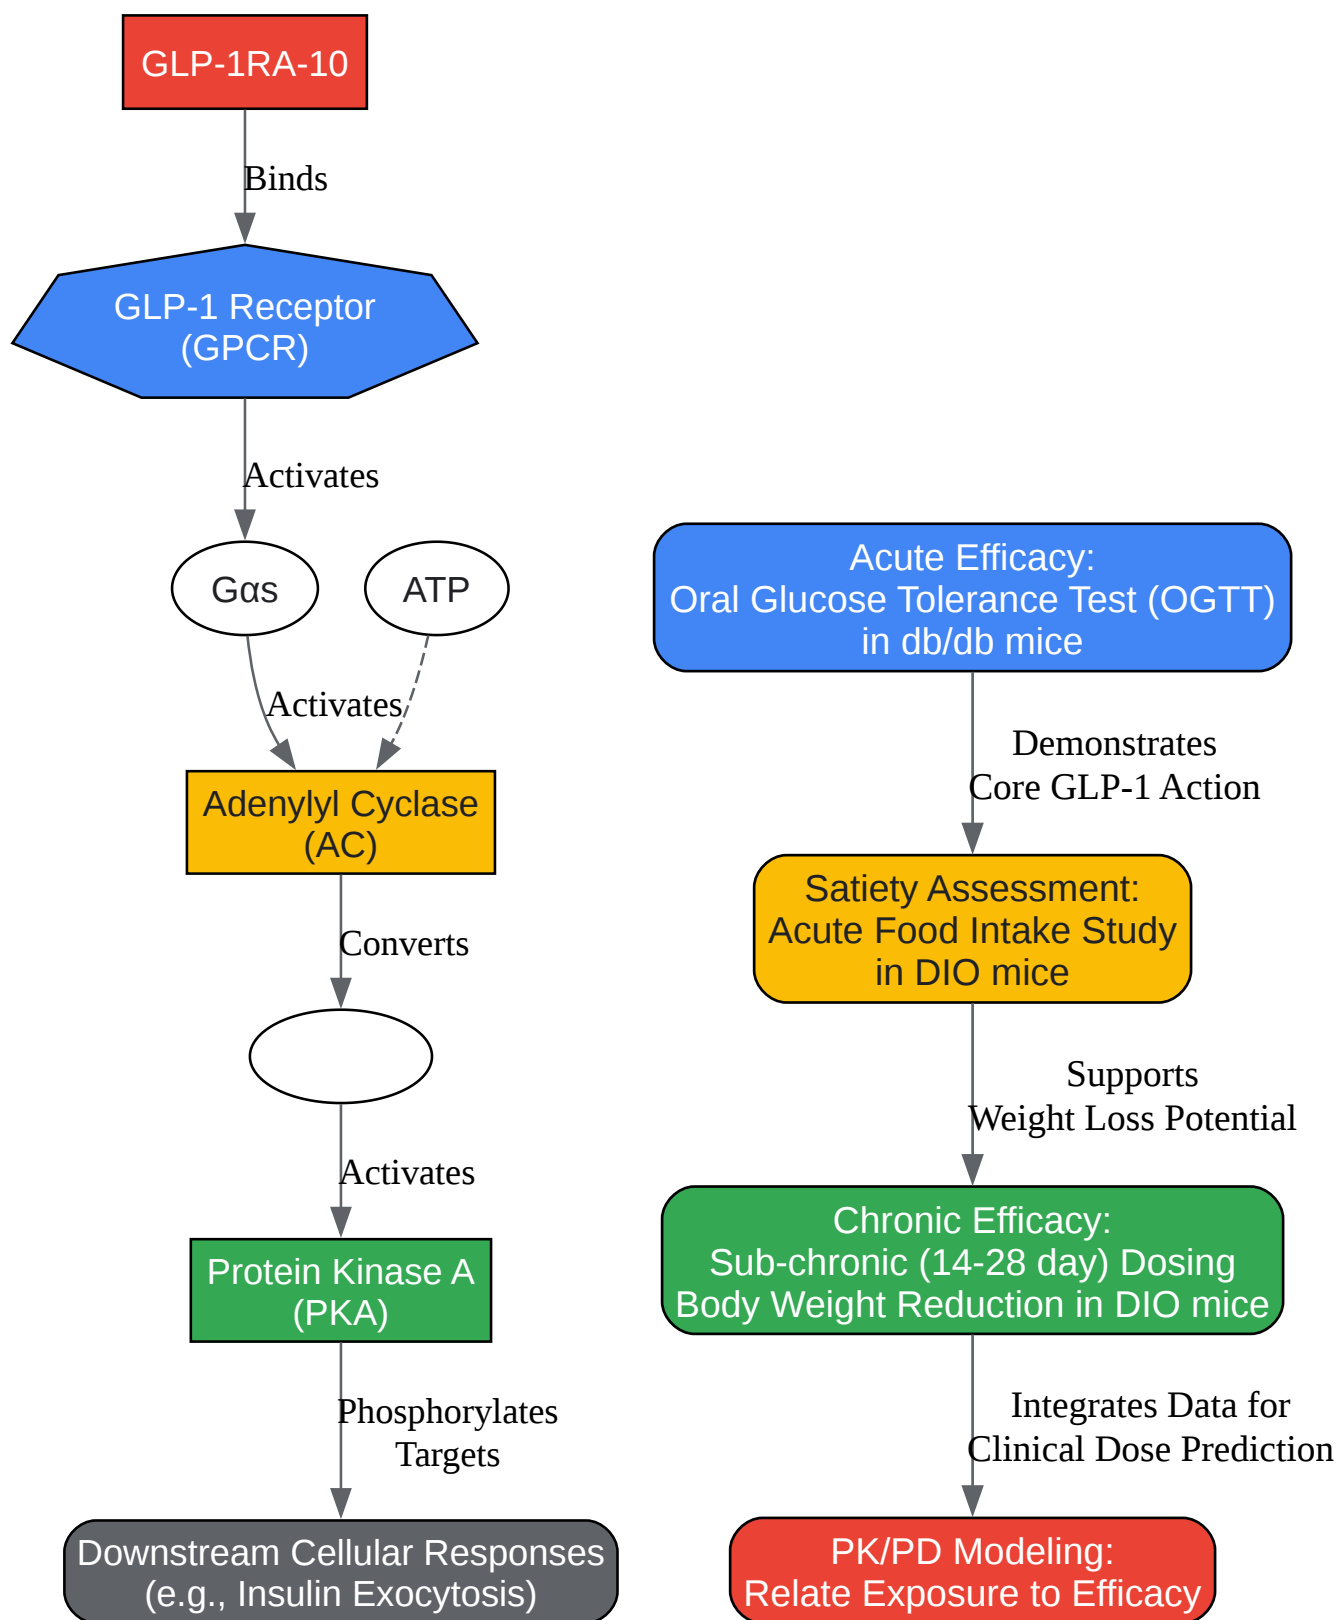 GLP-1RA-10
Binds
GLP-1 Receptor
(GPCR)
Activates
Gαs
ATP
Activates
Adenylyl Cyclase
(AC)
Converts
Activates
Protein Kinase A
(PKA)
Phosphorylates
Targets
Downstream Cellular Responses
(e.g., Insulin Exocytosis)
Acute Efficacy:
Oral Glucose Tolerance Test (OGTT)
in db/db mice
Demonstrates
Core GLP-1 Action
Satiety Assessment:
Acute Food Intake Study
in DIO mice
Supports
Weight Loss Potential
Chronic Efficacy:
Sub-chronic (14-28 day) Dosing
Body Weight Reduction in DIO mice
Integrates Data for
Clinical Dose Prediction
PK/PD Modeling:
Relate Exposure to Efficacy